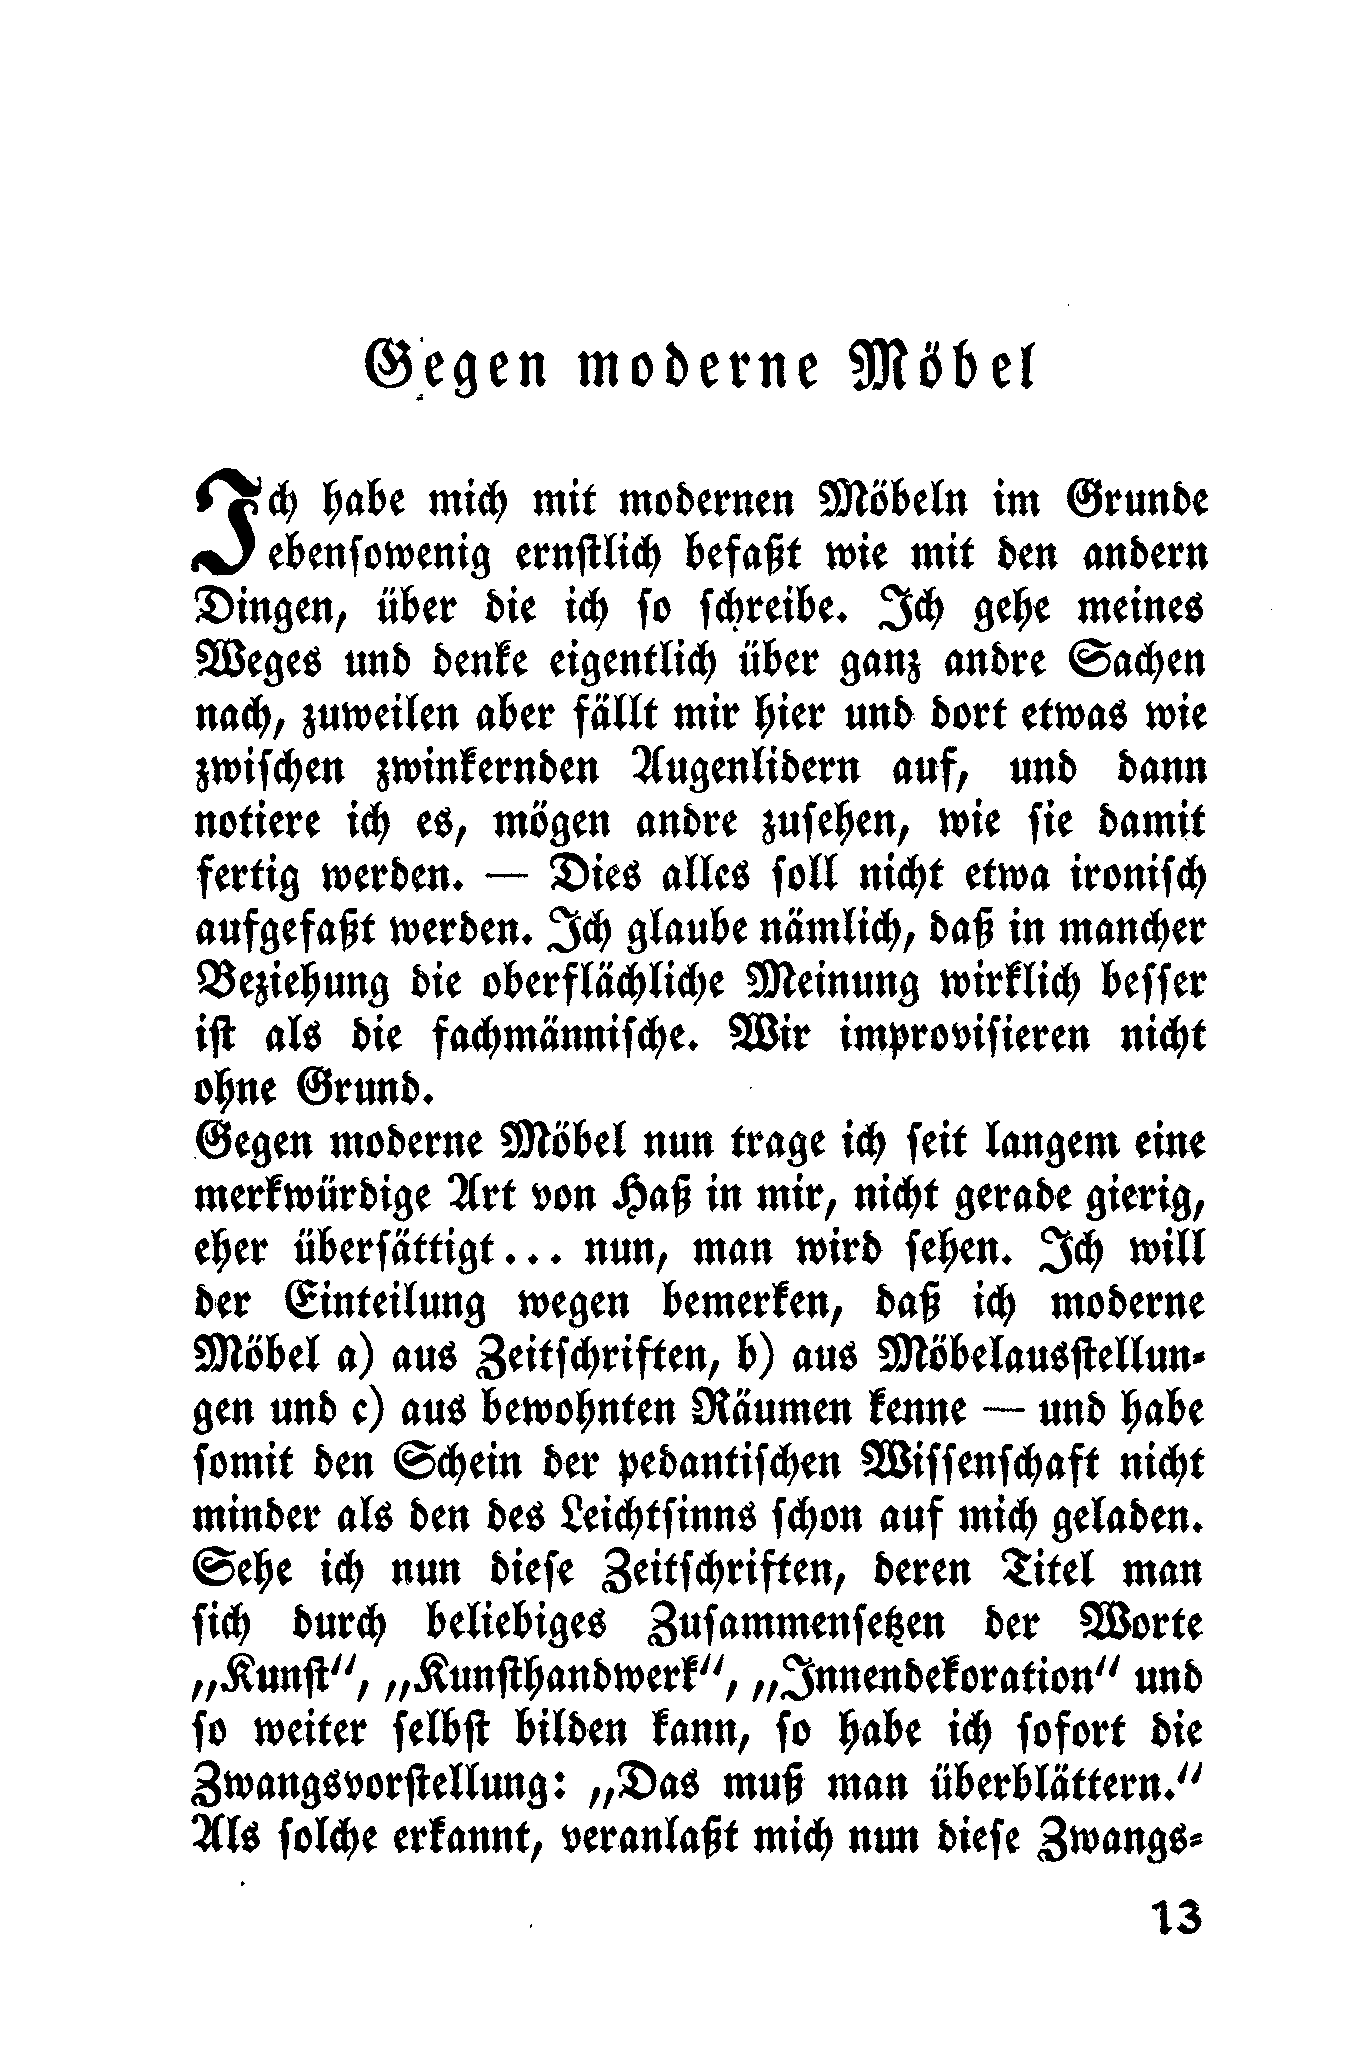 Gegen moderne Möbel
Ich habe mich mit modernen Möbeln im Grunde
ebensowenig ernstlich befaßt wie mit den andern
Dingen, über die ich so schreibe. Ich gehe meines
Weges und denke eigentlich über ganz andre Sachen
nach, zuweilen aber fällt mir hier und dort etwas wie
zwischen zwinkernden Augenlidern auf, und dann
notiere ich es, mögen andre zusehen, wie sie damit
fertig werden. — Dies alles soll nicht etwa ironisch
aufgefaßt werden. Ich glaube nämlich, daß in mancher
Beziehung die oberflächliche Meinung wirklich besser
ist als die fachmännische. Wir improvisieren nicht
ohne Grund.
Gegen moderne Möbel nun trage ich seit langem eine
merkwürdige Art von Haß in mir, nicht gerade gierig,
eher übersättigt... nun, man wird sehen. Ich will
der Einteilung wegen bemerken, daß ich moderne
Möbel a) aus Zeitschriften, b) aus Möbelausstellun-
gen und c) aus bewohnten Räumen kenne — und habe
somit den Schein der pedantischen Wissenschaft nicht
minder als den des Leichtsinns schon auf mich geladen.
Sehe ich nun diese Zeitschriften, deren Titel man
sich durch beliebiges Zusammensetzen der Worte
„Kunst“, „Kunsthandwerk“, „Innendekoration“ und
so weiter selbst bilden kann, so habe ich sofort die
Zwangsvorstellung: „Das muß man überblättern.“
Als solche erkannt, veranlaßt mich nun diese Zwangs-
13